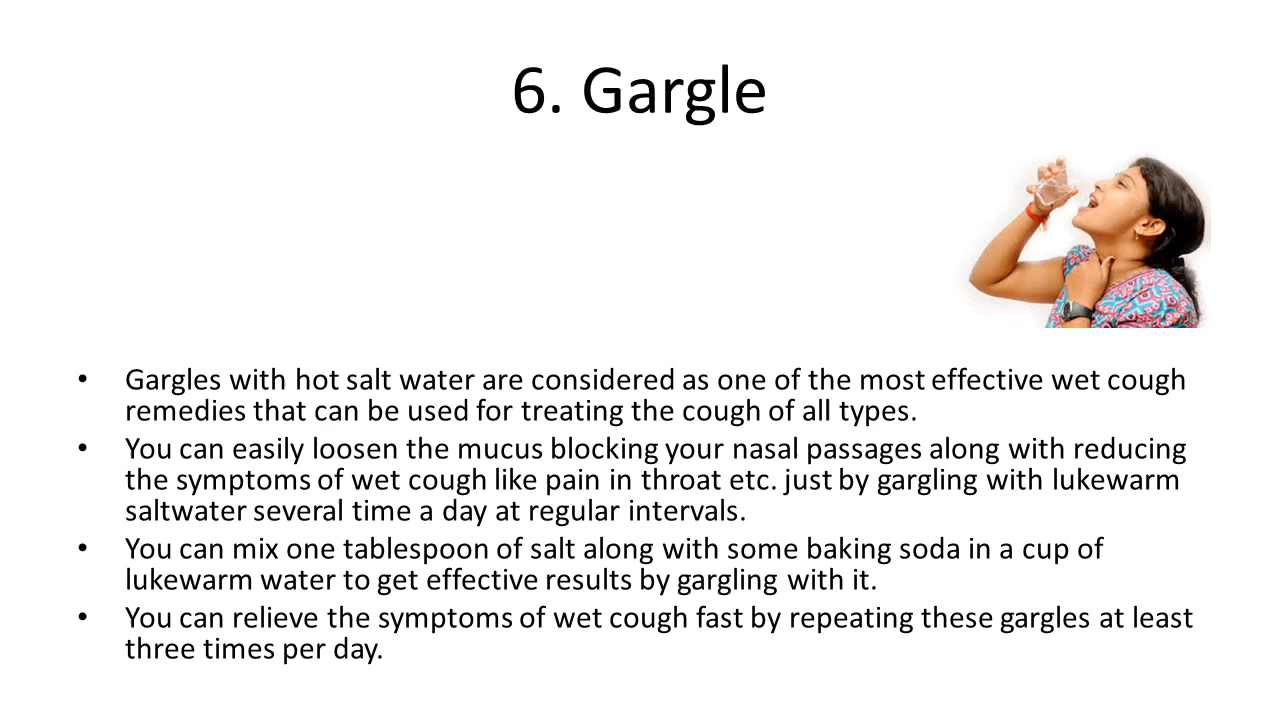 6. Gargle
• Gargles with hot salt water are considered as one of the most effective wet cough
remedies that can be used for treating the cough of all types.
• You can easily loosen the mucus blocking your nasal passages along with reducing
the symptoms of wet cough like pain in throat etc. just by gargling with lukewarm
saltwater several time a day at regular intervals.
• You can mix one tablespoon of salt along with some baking soda in a cup of
lukewarm water to get effective results by gargling with it.
• You can relieve the symptoms of wet cough fast by repeating these gargles at least
three times per day.